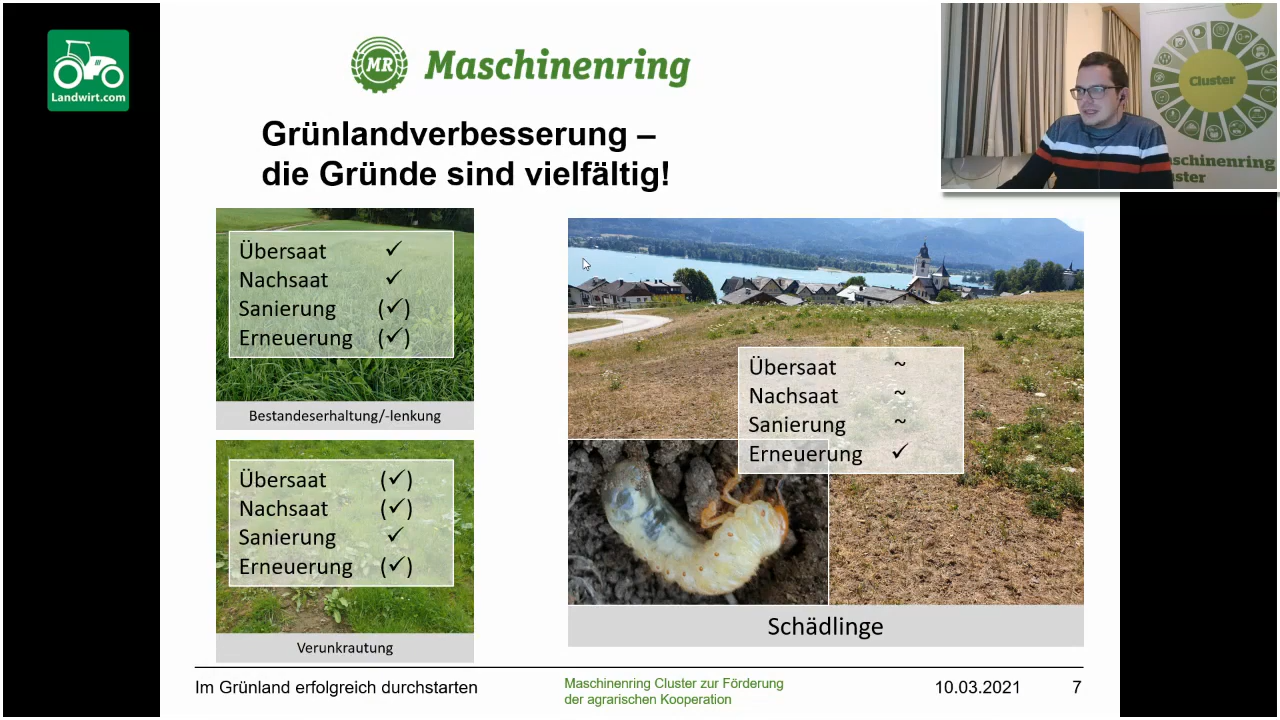 Landwirt.com
MR
Maschinenring
Cluster
Grünlandverbesserung –
die Gründe sind vielfältig!
Übersaat ✓
Nachsaat ✓
Sanierung (✓)
Erneuerung (✓)
Bestandeserhaltung/-lenkung
Übersaat (✓)
Nachsaat (✓)
Sanierung ✓
Erneuerung (✓)
Verunkrautung
Übersaat ~
Nachsaat ~
Sanierung ~
Erneuerung ✓
Schädlinge
Im Grünland erfolgreich durchstarten
Maschinenring Cluster zur Förderung
der agrarischen Kooperation
10.03.2021
7